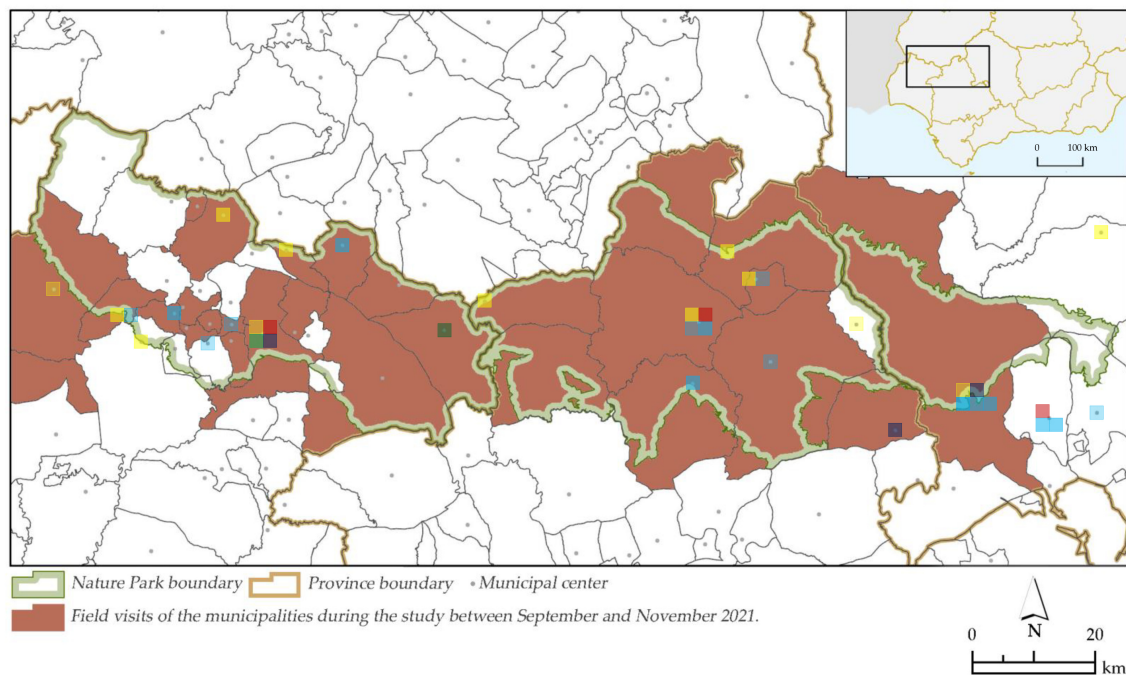 0 100 km
Nature Park boundary Province boundary Municipal center
Field visits of the municipalities during the study between September and November 2021.
N
0 20
km